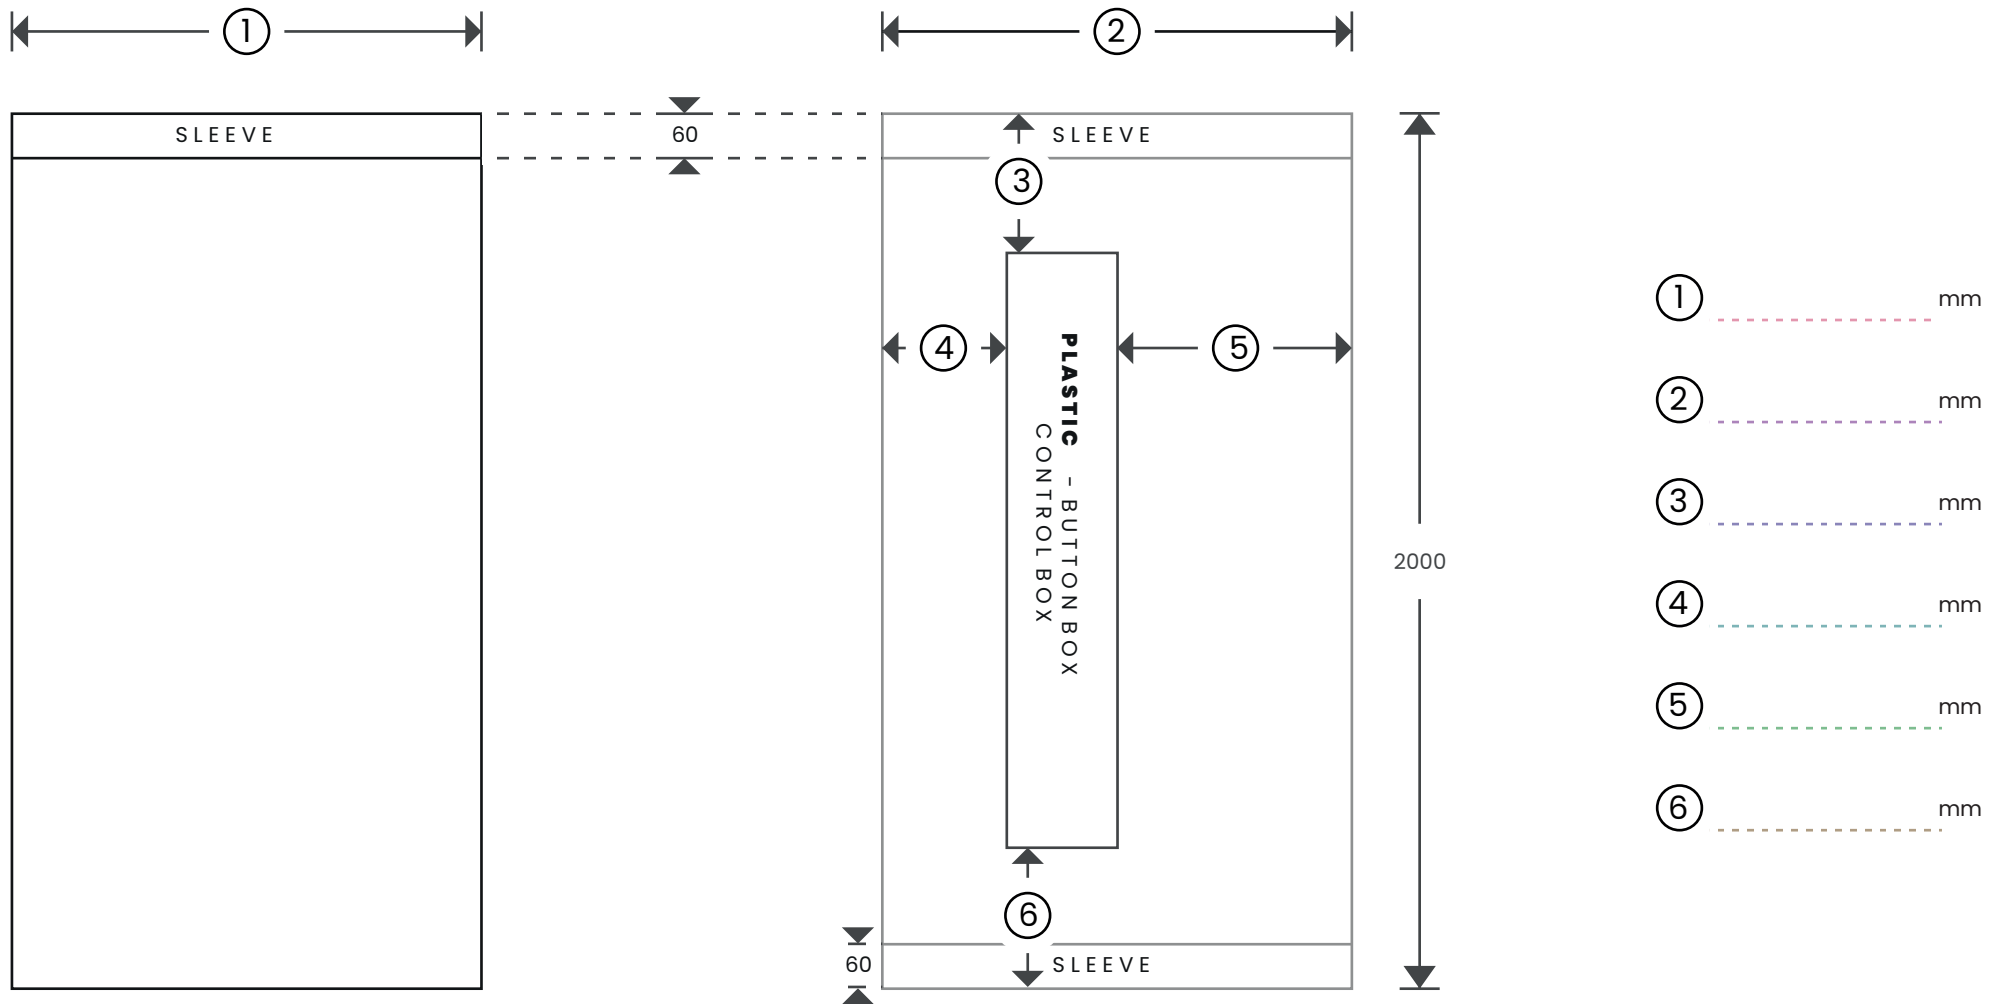 1
2
SLEEVE
60
SLEEVE
3
4
5
PLASTIC - BUTTON BOX
CONTROL BOX
2000
6
60
SLEEVE
1 mm
2 mm
3 mm
4 mm
5 mm
6 mm